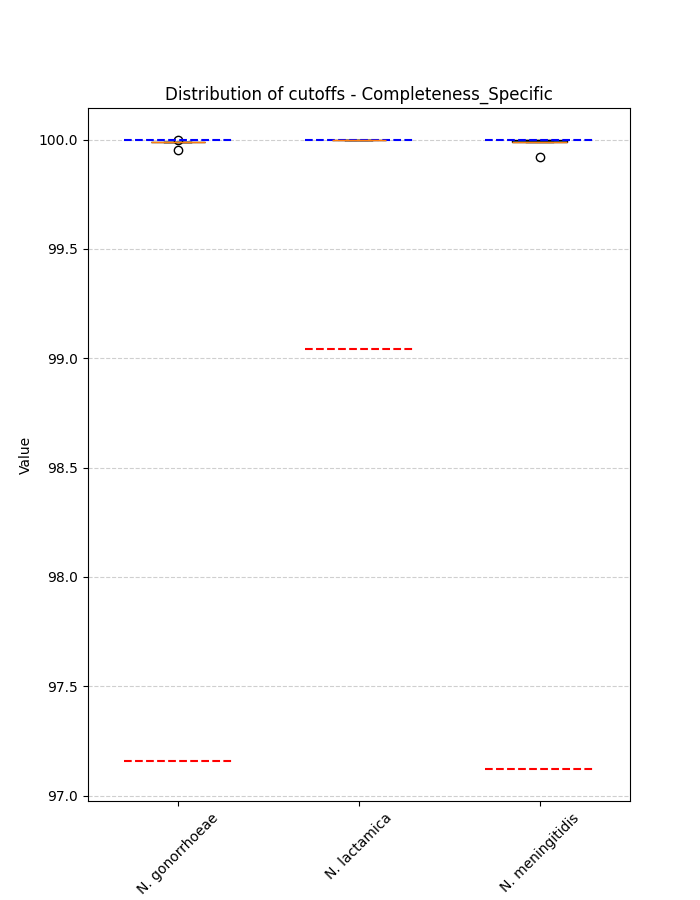 Distribution of cutoffs - Completeness_Specific
100.0
99.5
99.0
98.5
98.0
97.5
97.0
Value
N. gonorrhoeae
N. lactamica
N. meningitidis